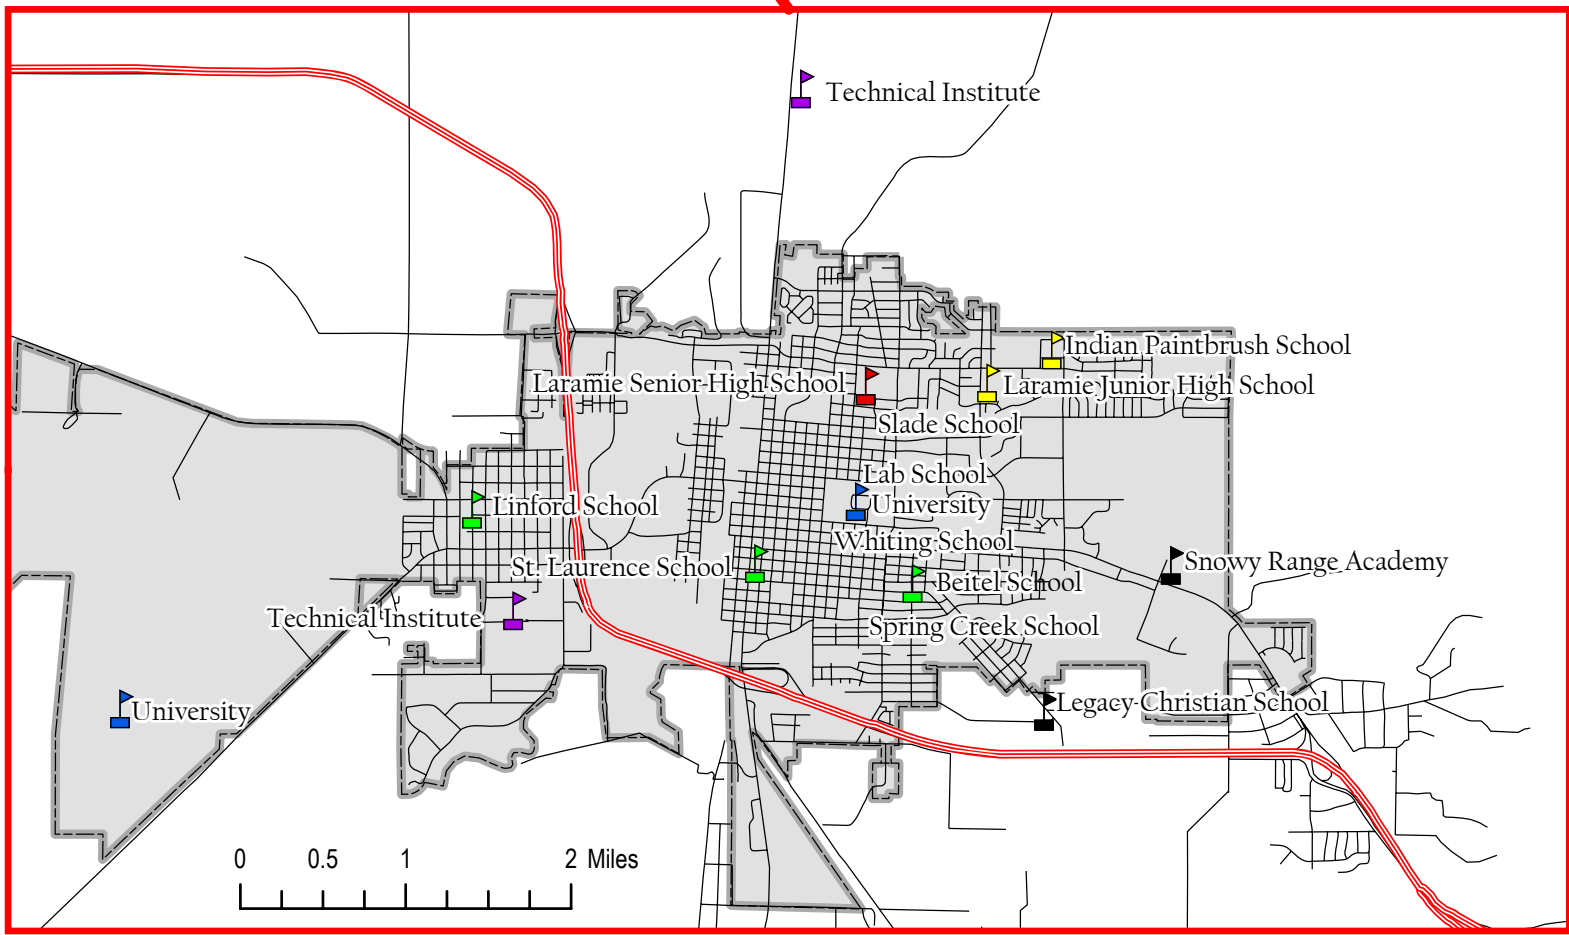 Technical Institute
Indian Paintbrush School
Laramie Senior High School
Laramie Junior High School
Slade School
Lab School
Linford School
University
Whiting School
Snowy Range Academy
St. Laurence School
Beitel School
Technical Institute
Spring Creek School
Legacy Christian School
University
0 0.5 1 2 Miles